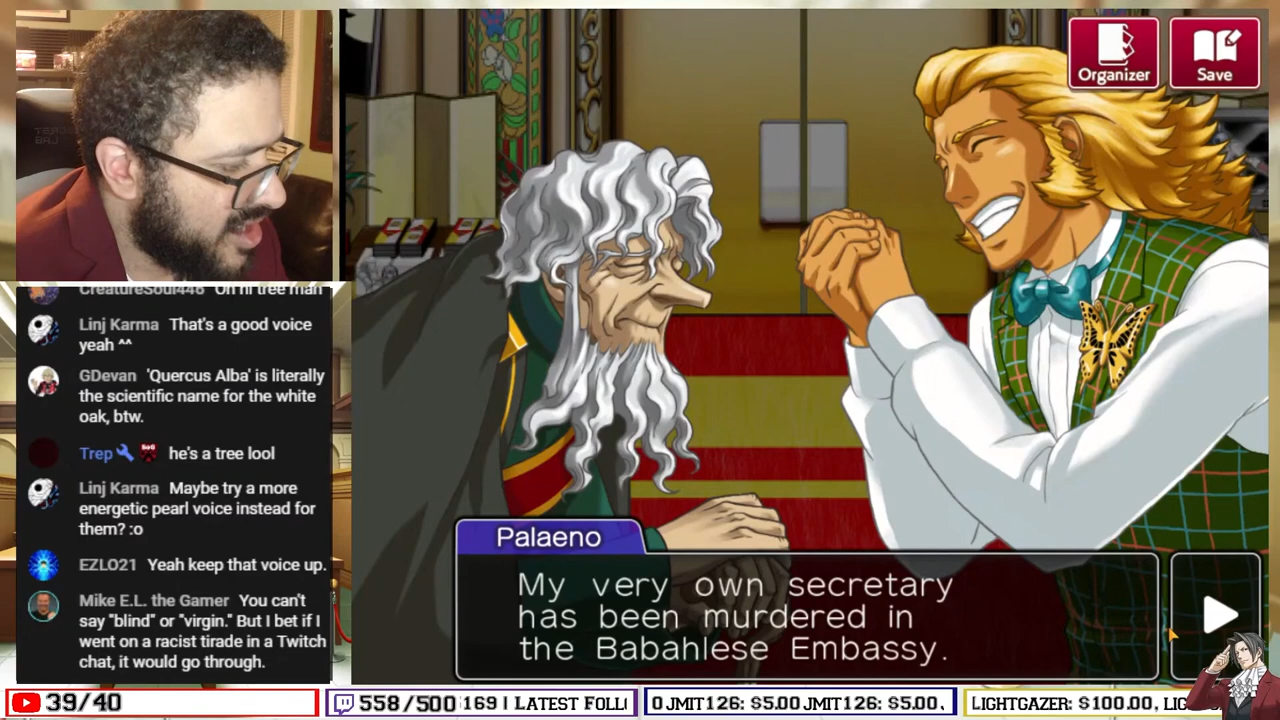 Organizer
Save
CreatureSoul446 Oh hi tree man
Linj Karma That's a good voice
yeah ^^
GDevan 'Quercus Alba' is literally
the scientific name for the white
oak, btw.
Trep he's a tree lool
Linj Karma Maybe try a more
energetic pearl voice instead for
them? :o
EZLO21 Yeah keep that voice up.
Mike E.L. the Gamer You can't
say "blind" or "virgin." But I bet if I
went on a racist tirade in a Twitch
chat, it would go through.
Palaeno
My very own secretary
has been murdered in
the Babahlese Embassy.
39/40
558/500 169 | Latest Foll
0 JMIT126: $5.00 JMIT126: $5.00.
LIGHTGAZER: $100.00, LIG